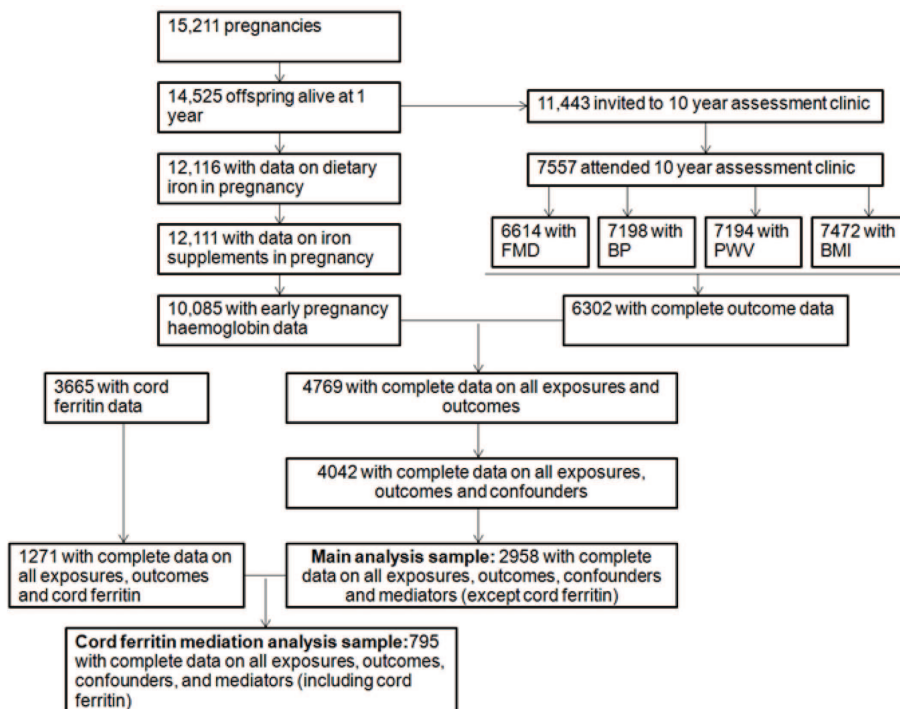 15,211 pregnancies
14,525 offspring alive at 1
year
11,443 invited to 10 year assessment clinic
12,116 with data on dietary
iron in pregnancy
7557 attended 10 year assessment clinic
12,111 with data on iron
supplements in pregnancy
6614 with
FMD
7198 with
BP
7194 with
PWV
7472 with
BMI
10,085 with early pregnancy
haemoglobin data
6302 with complete outcome data
3665 with cord
ferritin data
4769 with complete data on all exposures and
outcomes
4042 with complete data on all exposures,
outcomes and confounders
1271 with complete data on
all exposures, outcomes
and cord ferritin
Main analysis sample: 2958 with complete
data on all exposures, outcomes, confounders
and mediators (except cord ferritin)
Cord ferritin mediation analysis sample:795
with complete data on all exposures, outcomes,
confounders, and mediators (including cord
ferritin)